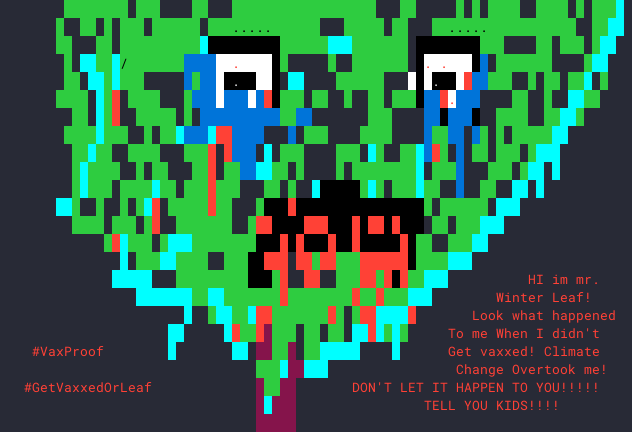 HI im mr.
Winter Leaf!
Look what happened
To me When I didn't
Get vaxxed! Climate
Change Overtook me!
DON'T LET IT HAPPEN TO YOU!!!!!
TELL YOU KIDS!!!!
#VaxProof
#GetVaxxedOrLeaf